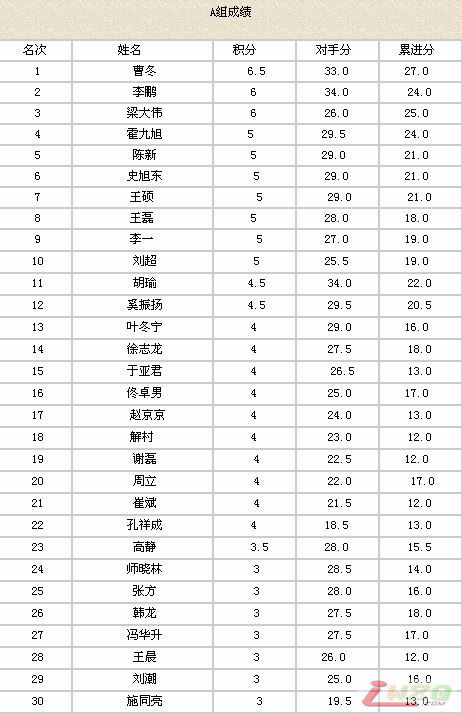 A组成绩
名次 姓名 积分 对手分 累进分
1 曹冬 6.5 33.0 27.0
2 李鹏 6 34.0 24.0
3 梁大伟 6 26.0 25.0
4 霍九旭 5 29.5 24.0
5 陈新 5 29.0 21.0
6 史旭东 5 29.0 21.0
7 王硕 5 29.0 21.0
8 王磊 5 28.0 18.0
9 李一 5 27.0 19.0
10 刘超 5 25.5 19.0
11 胡瑜 4.5 34.0 22.0
12 奚振扬 4.5 29.5 20.5
13 叶冬宁 4 29.0 16.0
14 徐志龙 4 27.5 18.0
15 于亚君 4 26.5 13.0
16 佟卓男 4 25.0 17.0
17 赵京京 4 24.0 13.0
18 解村 4 23.0 12.0
19 谢磊 4 22.5 12.0
20 周立 4 22.0 17.0
21 崔斌 4 21.5 12.0
22 孔祥成 4 18.5 13.0
23 高静 3.5 28.0 15.5
24 师晓林 3 28.5 14.0
25 张方 3 28.0 16.0
26 韩龙 3 27.5 18.0
27 冯华升 3 27.5 17.0
28 王晨 3 26.0 12.0
29 刘潮 3 25.0 16.0
30 施同亮 3 19.5 13.0